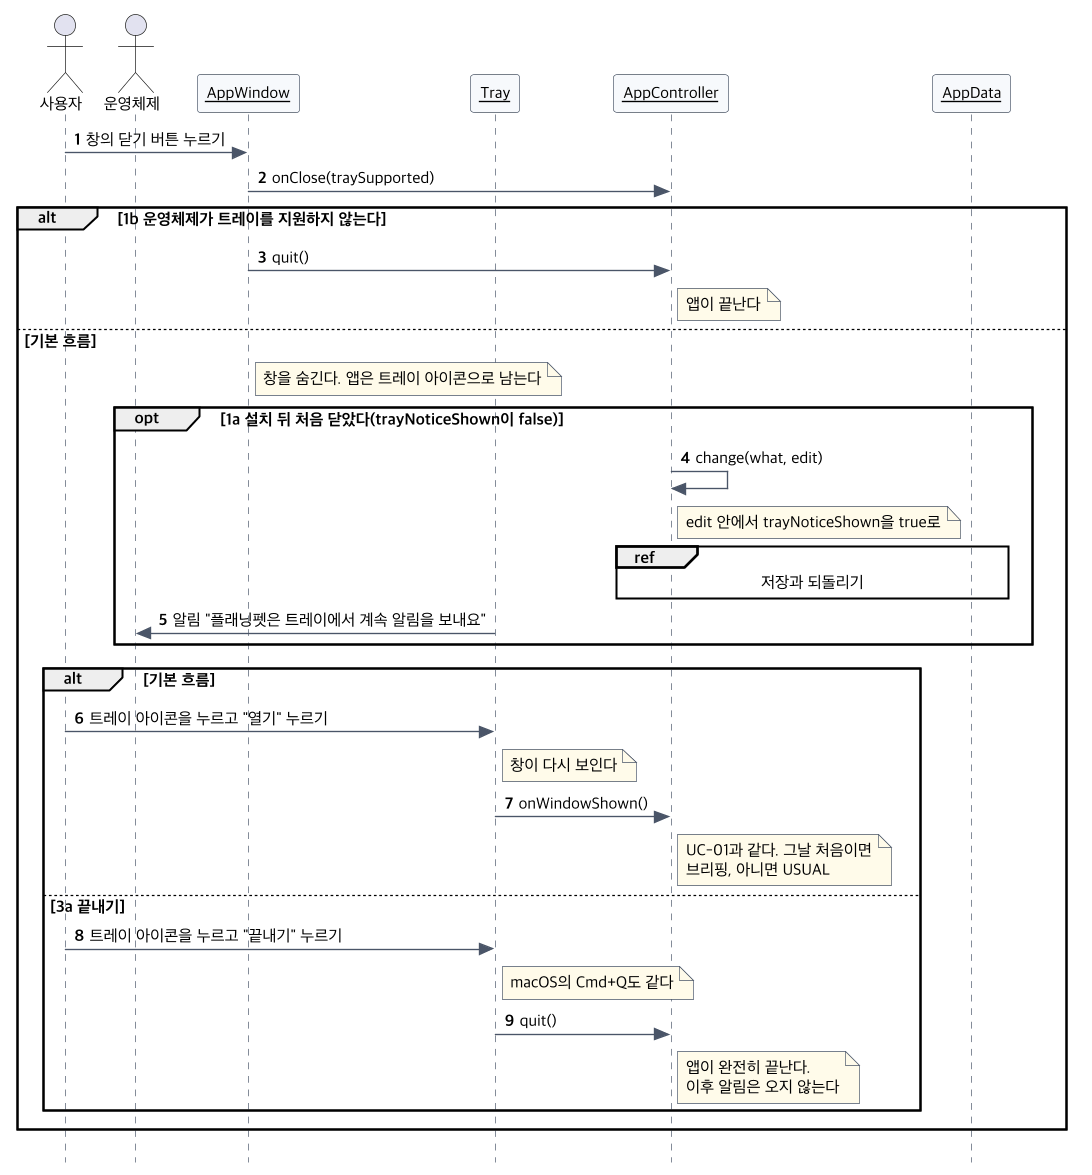 사용자
운영체제
AppWindow
Tray
AppController
AppData
1 창의 닫기 버튼 누르기
2 onClose(traySupported)
alt [1b 운영체제가 트레이를 지원하지 않는다]
3 quit()
앱이 끝난다
[기본 흐름]
창을 숨긴다. 앱은 트레이 아이콘으로 남는다
opt [1a 설치 뒤 처음 닫았다(trayNoticeShown이 false)]
4 change(what, edit)
edit 안에서 trayNoticeShown을 true로
ref
저장과 되돌리기
5 알림 "플래닝펫은 트레이에서 계속 알림을 보내요"
alt [기본 흐름]
6 트레이 아이콘을 누르고 "열기" 누르기
창이 다시 보인다
7 onWindowShown()
UC-01과 같다. 그날 처음이면
브리핑, 아니면 USUAL
[3a 끝내기]
8 트레이 아이콘을 누르고 "끝내기" 누르기
macOS의 Cmd+Q도 같다
9 quit()
앱이 완전히 끝난다.
이후 알림은 오지 않는다